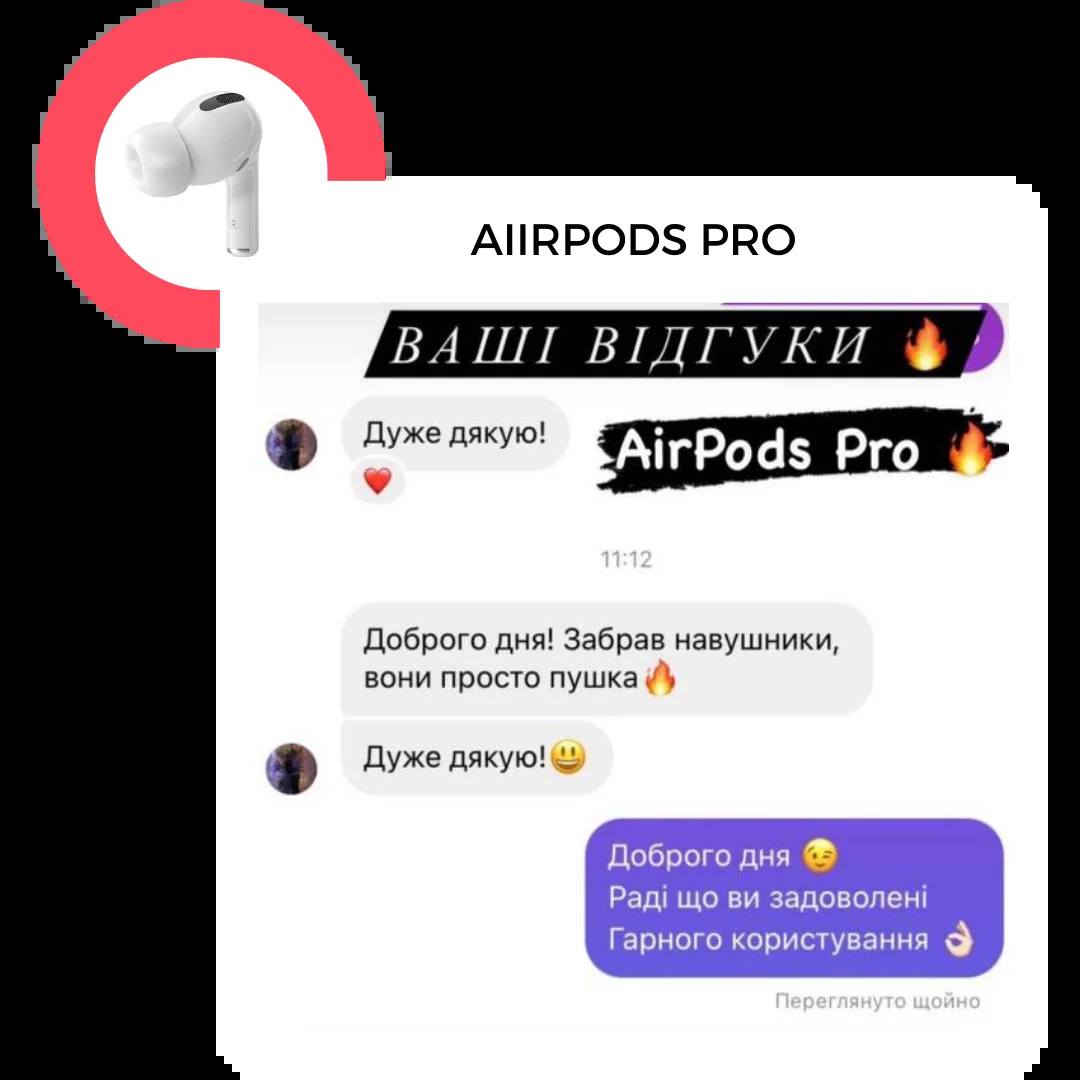 AIIRPODS PRO
ВАШІ ВІДГУКИ 🔥
Дуже дякую!
AirPods Pro 🔥
❤️
11:12
Доброго дня! Забрав навушники,
вони просто пушка🔥
Дуже дякую!😃
Доброго дня 😉
Раді що ви задоволені
Гарного користування 👌🏻
Переглянуто щойно
R